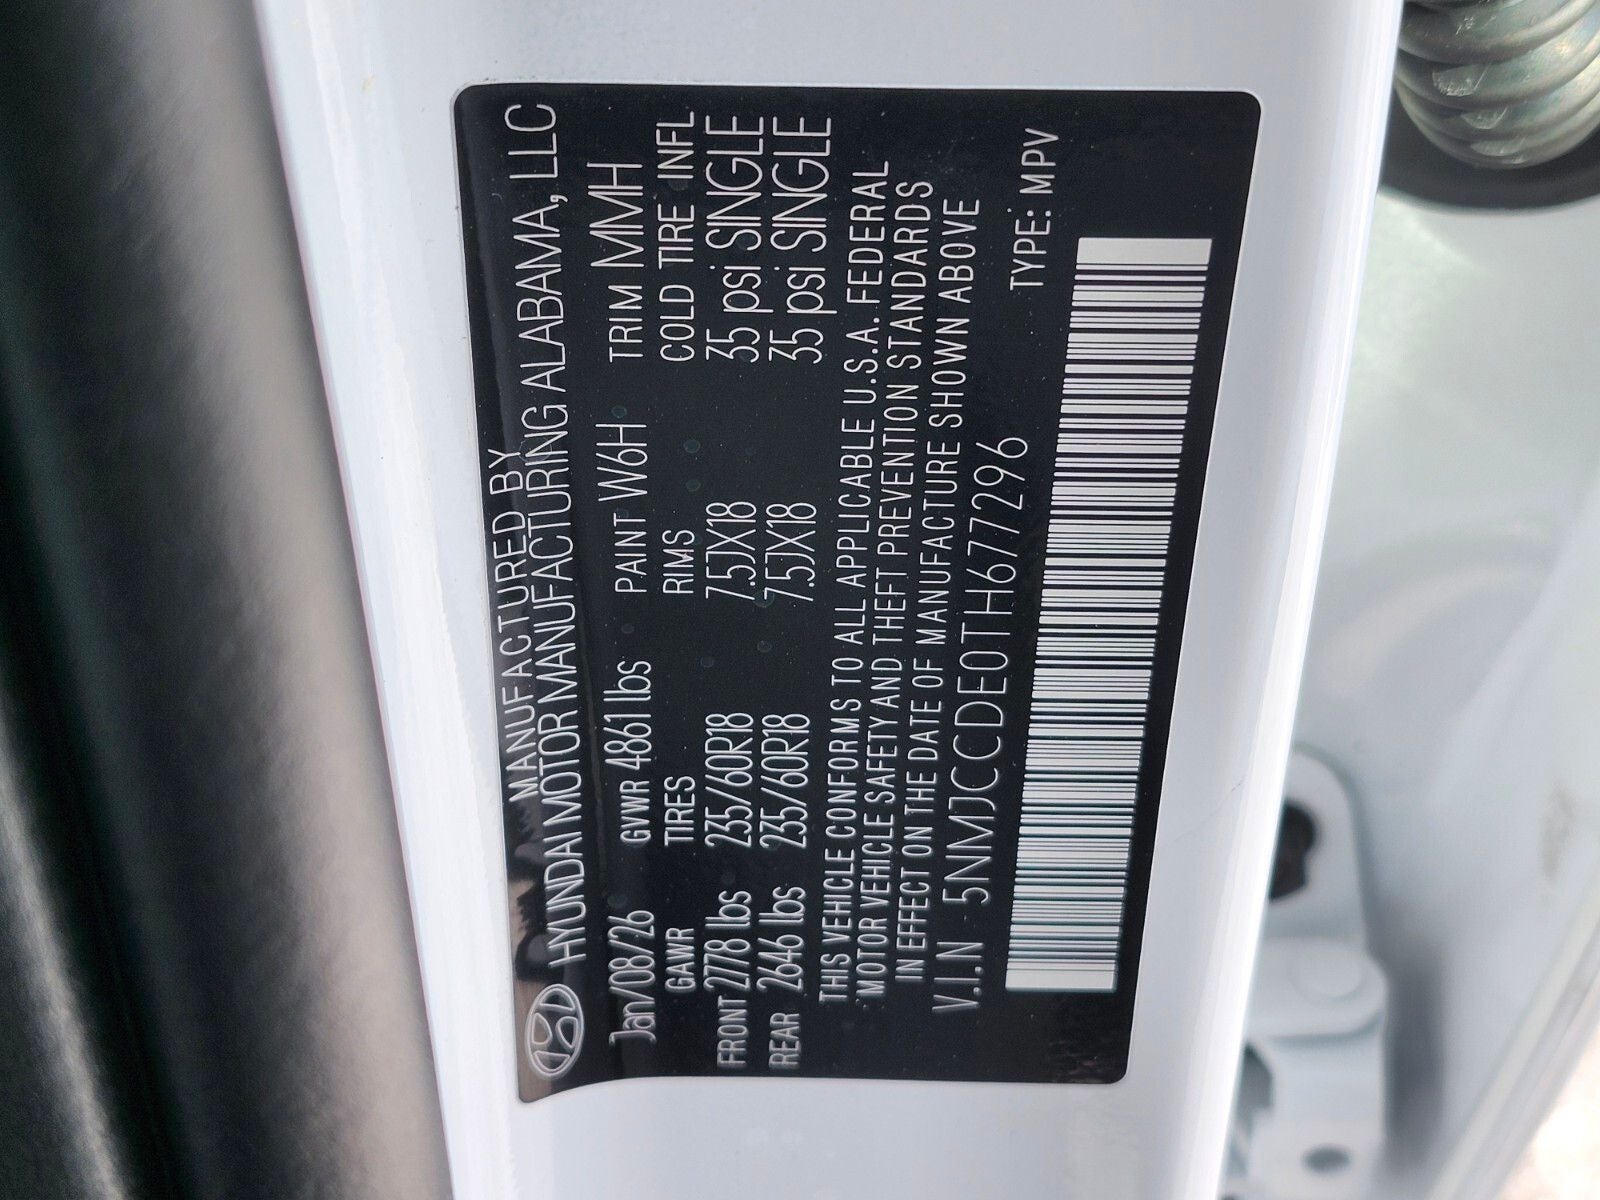 MANUFACTURED BY
HYUNDAI MOTOR MANUFACTURING ALABAMA, LLC
Jan/08/26 GVWR 4861 lbs PAINT W6H TRIM MMH
GAWR TIRES RIMS COLD TIRE INFL
FRONT 2778 lbs 235/60R18 7.5JX18 35 psi SINGLE
REAR 2646 lbs 235/60R18 7.5JX18 35 psi SINGLE
THIS VEHICLE CONFORMS TO ALL APPLICABLE U.S.A. FEDERAL
MOTOR VEHICLE SAFETY AND THEFT PREVENTION STANDARDS
IN EFFECT ON THE DATE OF MANUFACTURE SHOWN ABOVE
V.I.N 5NMJCCDE0TH677296 TYPE: MPV